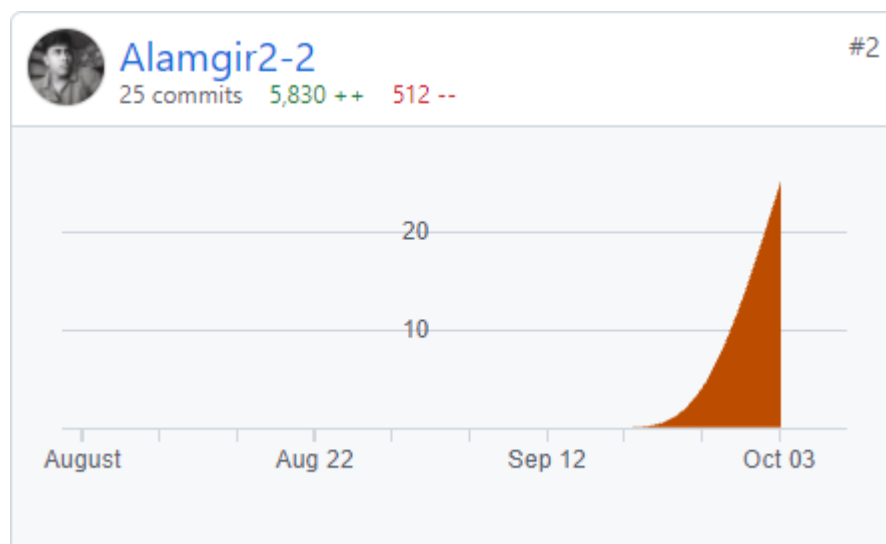 Alamgir2-2
#2
25 commits 5,830 ++ 512 --
20
10
August Aug 22 Sep 12 Oct 03